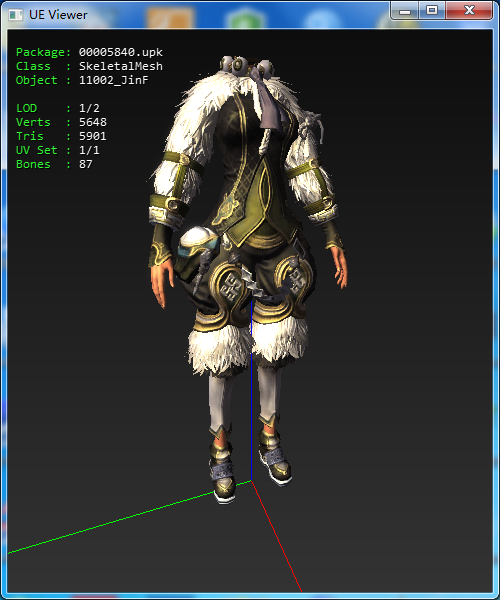 UE Viewer
Package: 00005840.upk
Class : SkeletalMesh
Object : 11002_JinF
LOD : 1/2
Verts : 5648
Tris : 5901
UV Set : 1/1
Bones : 87